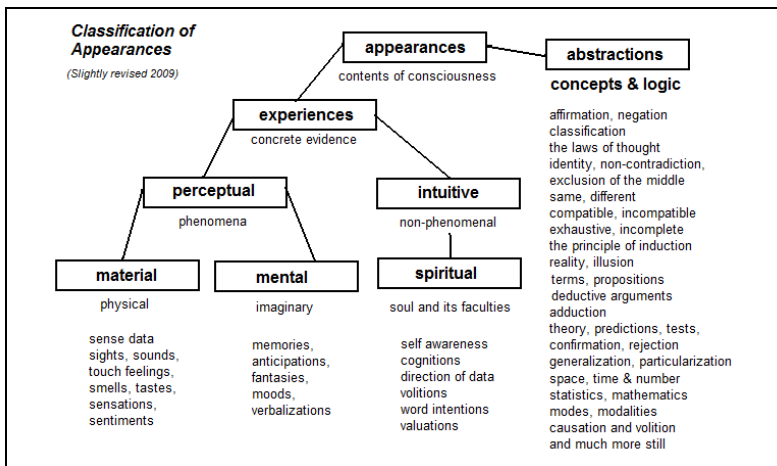 Classification of
Appearances
(Slightly revised 2009)
appearances
contents of consciousness
abstractions
concepts & logic
experiences
concrete evidence
perceptual
phenomena
intuitive
non-phenomenal
material
physical
sense data
sights, sounds,
touch feelings,
smells, tastes,
sensations,
sentiments
mental
imaginary
memories,
anticipations,
fantasies,
moods,
verbalizations
spiritual
soul and its faculties
self awareness
cognitions
direction of data
volitions
word intentions
valuations
affirmation, negation
classification
the laws of thought
identity, non-contradiction,
exclusion of the middle
same, different
compatible, incompatible
exhaustive, incomplete
the principle of induction
reality, illusion
terms, propositions
deductive arguments
adduction
theory, predictions, tests,
confirmation, rejection
generalization, particularization
space, time & number
statistics, mathematics
modes, modalities
causation and volition
and much more still